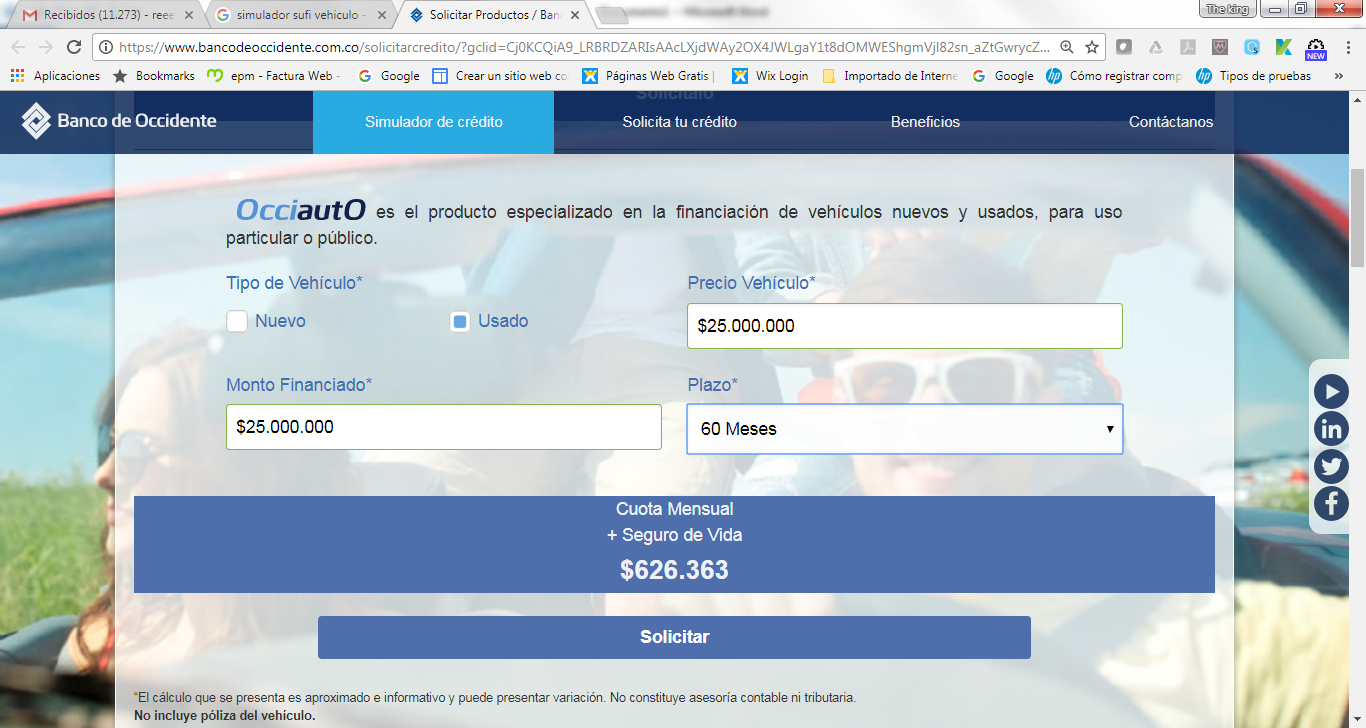 Recibidos (11.273) - reee
simulador sufi vehiculo -
Solicitar Productos / Ban
Microsoft Word
The king
https://www.bancodeoccidente.com.co/solicitarcredito/?gclid=Cj0KCQiA9_LRBRDZARIsAAcLXjdWAy2OX4JWLgaY1t8dOMWEShgmVjI82sn_aZtGwrycZ...
NEW
Aplicaciones
Bookmarks
epm - Factura Web -
Google
Crear un sitio web co
Páginas Web Gratis |
Wix Login
Importado de Interne
Google
Cómo registrar comp
Tipos de pruebas
»
Solicítalo
Banco de Occidente
Simulador de crédito
Solicita tu crédito
Beneficios
Contáctanos
OcciautO es el producto especializado en la financiación de vehículos nuevos y usados, para uso
particular o público.
Tipo de Vehículo*
Precio Vehículo*
Nuevo
Usado
$25.000.000
Monto Financiado*
Plazo*
$25.000.000
60 Meses
Cuota Mensual
+ Seguro de Vida
$626.363
Solicitar
“El cálculo que se presenta es aproximado e informativo y puede presentar variación. No constituye asesoría contable ni tributaria.
No incluye póliza del vehículo.